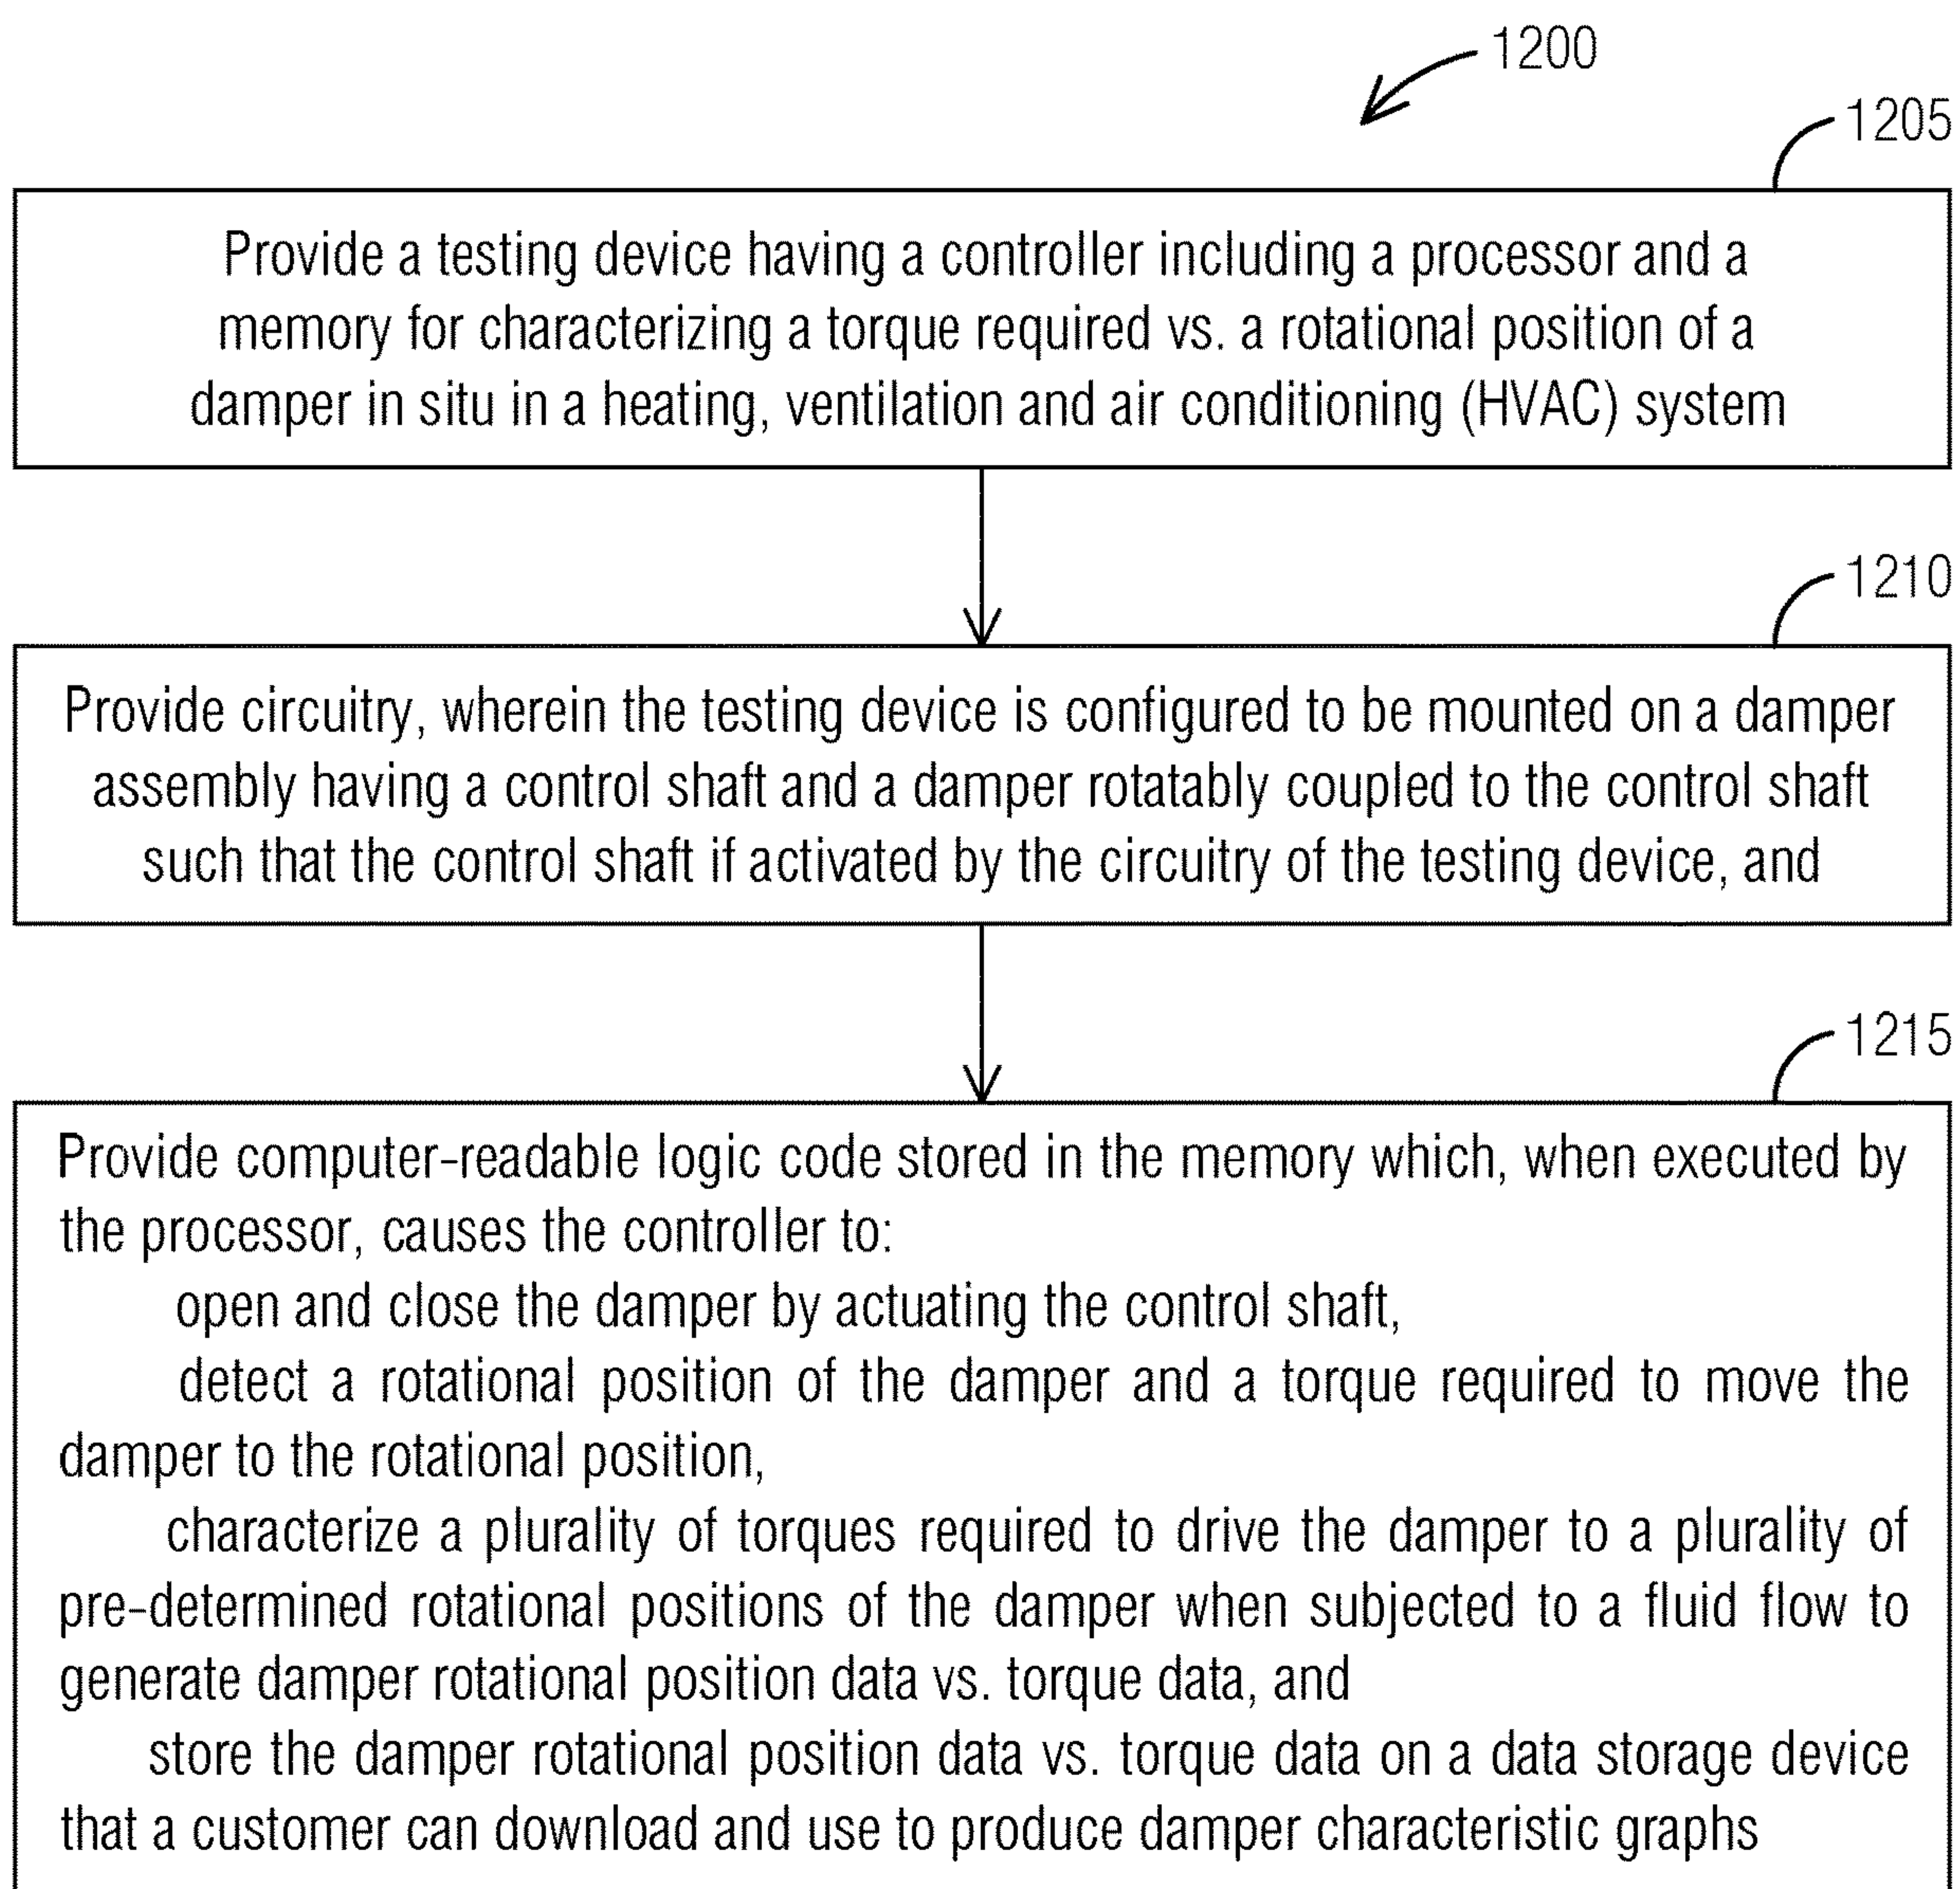 1200
1205
Provide a testing device having a controller including a processor and a
memory for characterizing a torque required vs. a rotational position of a
damper in situ in a heating, ventilation and air conditioning (HVAC) system
1210
Provide circuitry, wherein the testing device is configured to be mounted on a damper
assembly having a control shaft and a damper rotatably coupled to the control shaft
such that the control shaft if activated by the circuitry of the testing device, and
1215
Provide computer-readable logic code stored in the memory which, when executed by
the processor, causes the controller to:
open and close the damper by actuating the control shaft,
detect a rotational position of the damper and a torque required to move the
damper to the rotational position,
characterize a plurality of torques required to drive the damper to a plurality of
pre-determined rotational positions of the damper when subjected to a fluid flow to
generate damper rotational position data vs. torque data, and
store the damper rotational position data vs. torque data on a data storage device
that a customer can download and use to produce damper characteristic graphs